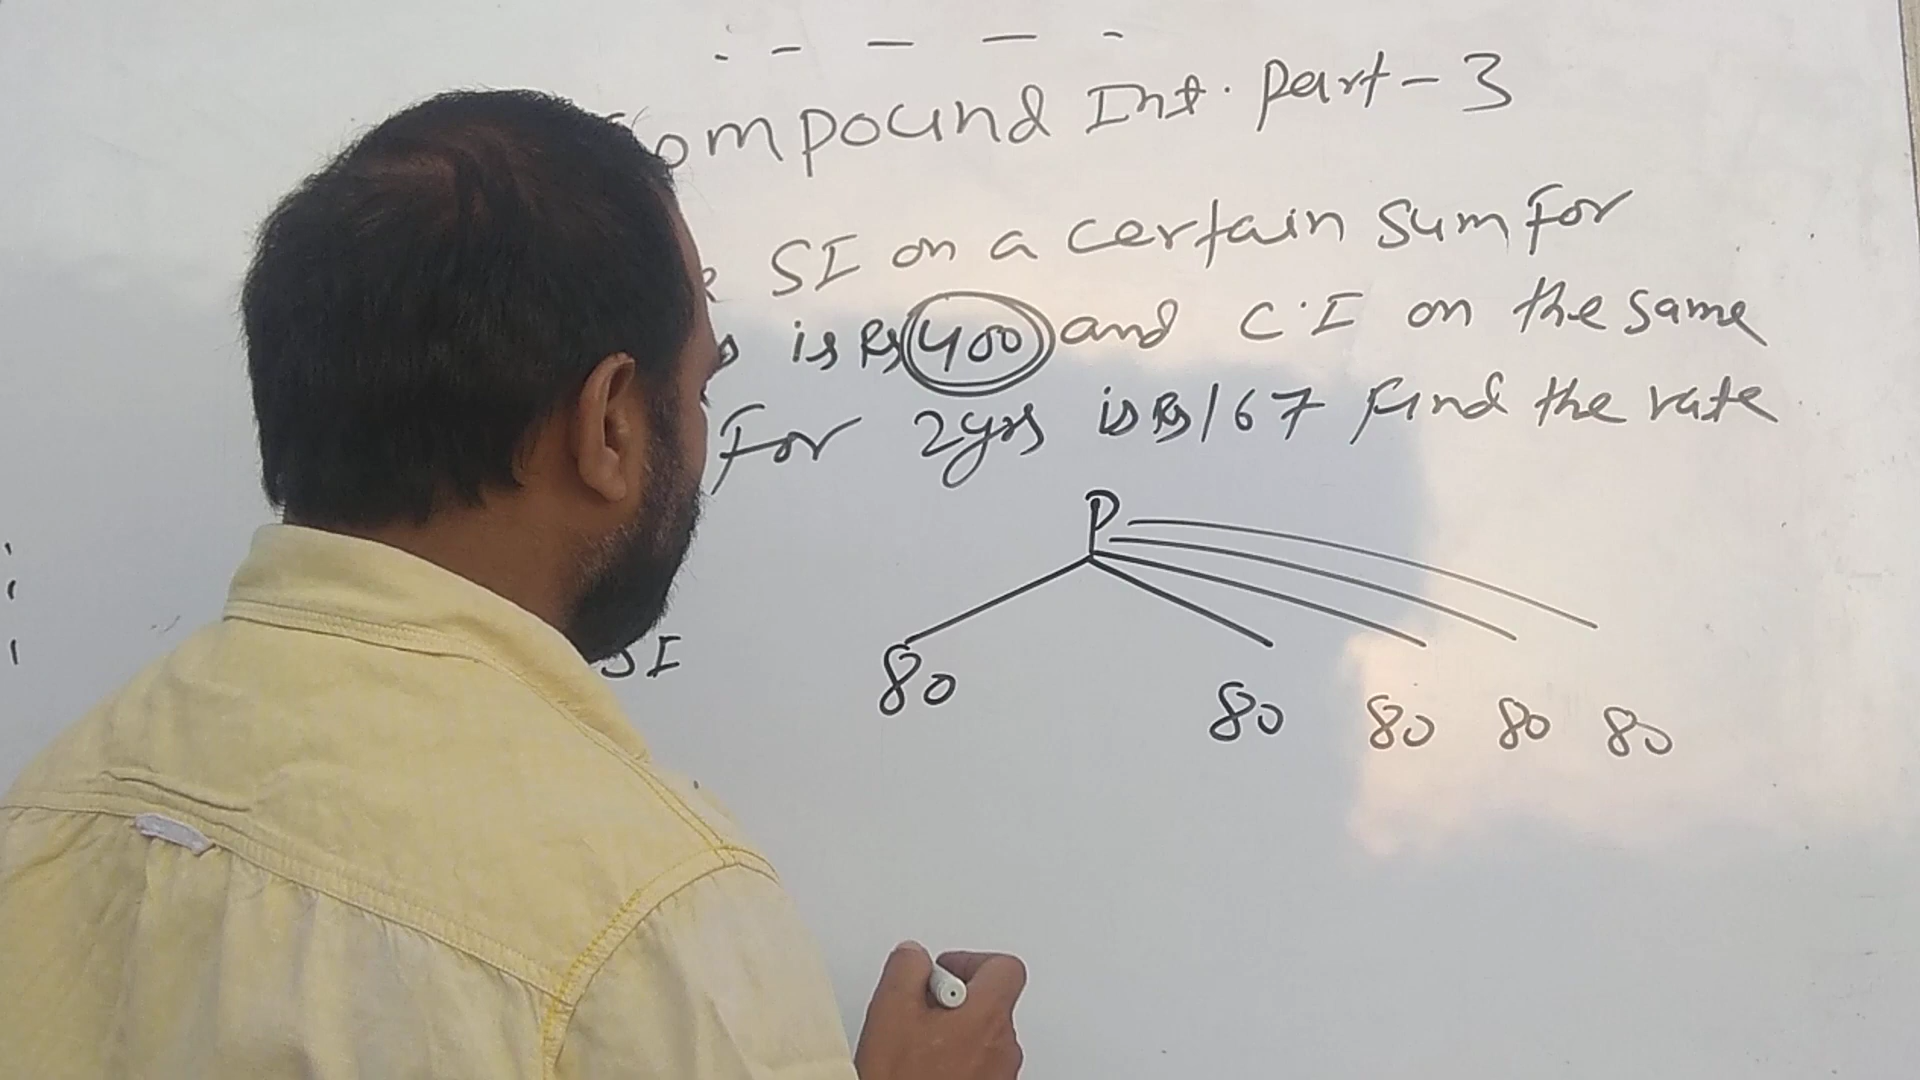 ompound Int. Part-3
SI on a certain Sum For
is Rs 400 and C.I on the same
For 2yrs is Rs 167 Find the rate
P
SI 80 80 80 80 80